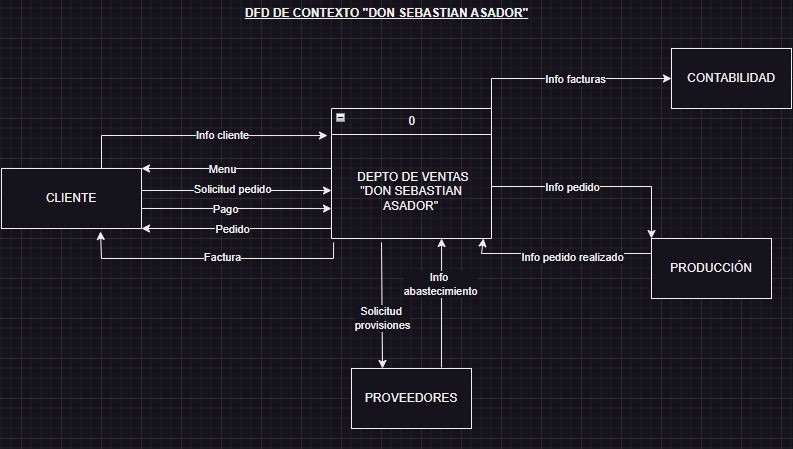 DFD DE CONTEXTO "DON SEBASTIAN ASADOR"
Info facturas
CONTABILIDAD
0
Info cliente
Menu
CLIENTE
Solicitud pedido
Pago
Pedido
Factura
DEPTO DE VENTAS
"DON SEBASTIAN
ASADOR"
Info pedido
Info pedido realizado
PRODUCCIÓN
Info
abastecimiento
Solicitud
provisiones
PROVEEDORES